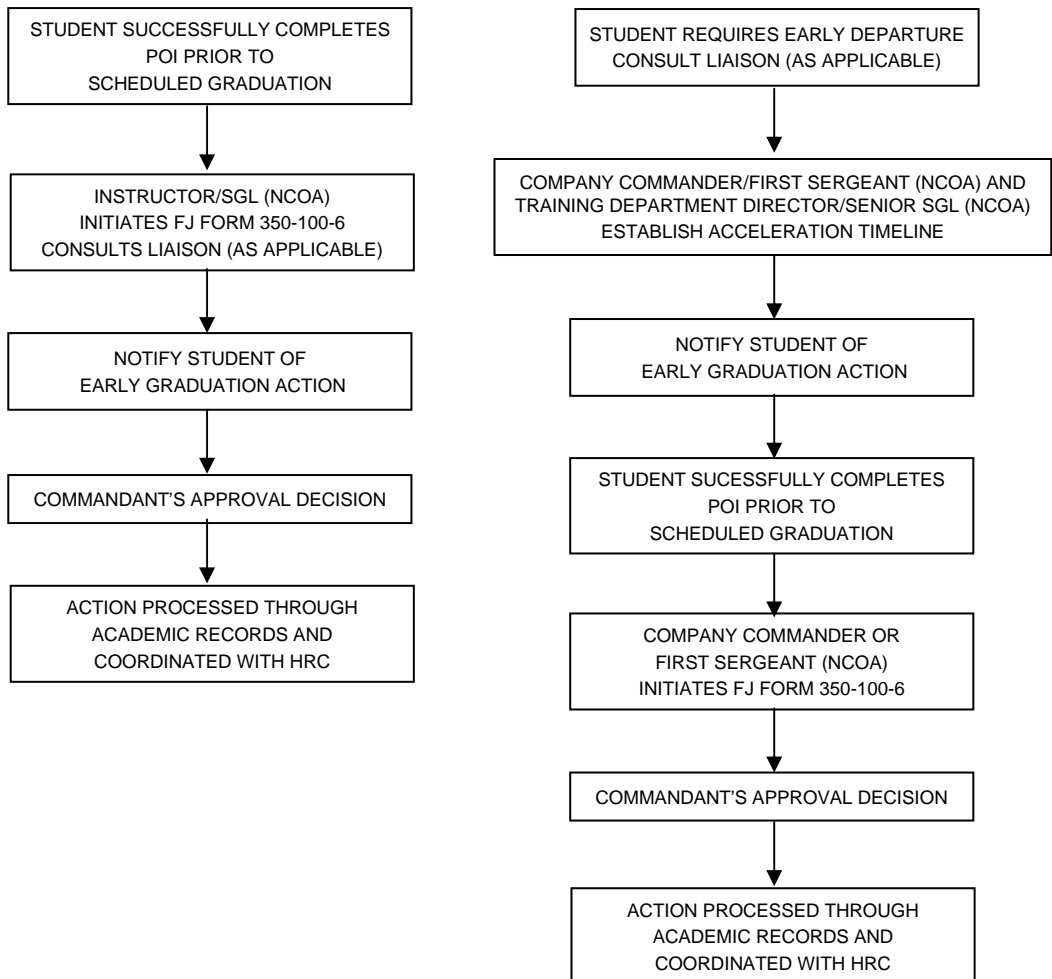 STUDENT SUCCESSFULLY COMPLETES
POI PRIOR TO
SCHEDULED GRADUATION
INSTRUCTOR/SGL (NCOA)
INITIATES FJ FORM 350-100-6
CONSULTS LIAISON (AS APPLICABLE)
NOTIFY STUDENT OF
EARLY GRADUATION ACTION
COMMANDANT’S APPROVAL DECISION
ACTION PROCESSED THROUGH
ACADEMIC RECORDS AND
COORDINATED WITH HRC
STUDENT REQUIRES EARLY DEPARTURE
CONSULT LIAISON (AS APPLICABLE)
COMPANY COMMANDER/FIRST SERGEANT (NCOA) AND
TRAINING DEPARTMENT DIRECTOR/SENIOR SGL (NCOA)
ESTABLISH ACCELERATION TIMELINE
NOTIFY STUDENT OF
EARLY GRADUATION ACTION
STUDENT SUCESSFULLY COMPLETES
POI PRIOR TO
SCHEDULED GRADUATION
COMPANY COMMANDER OR
FIRST SERGEANT (NCOA)
INITIATES FJ FORM 350-100-6
COMMANDANT’S APPROVAL DECISION
ACTION PROCESSED THROUGH
ACADEMIC RECORDS AND
COORDINATED WITH HRC